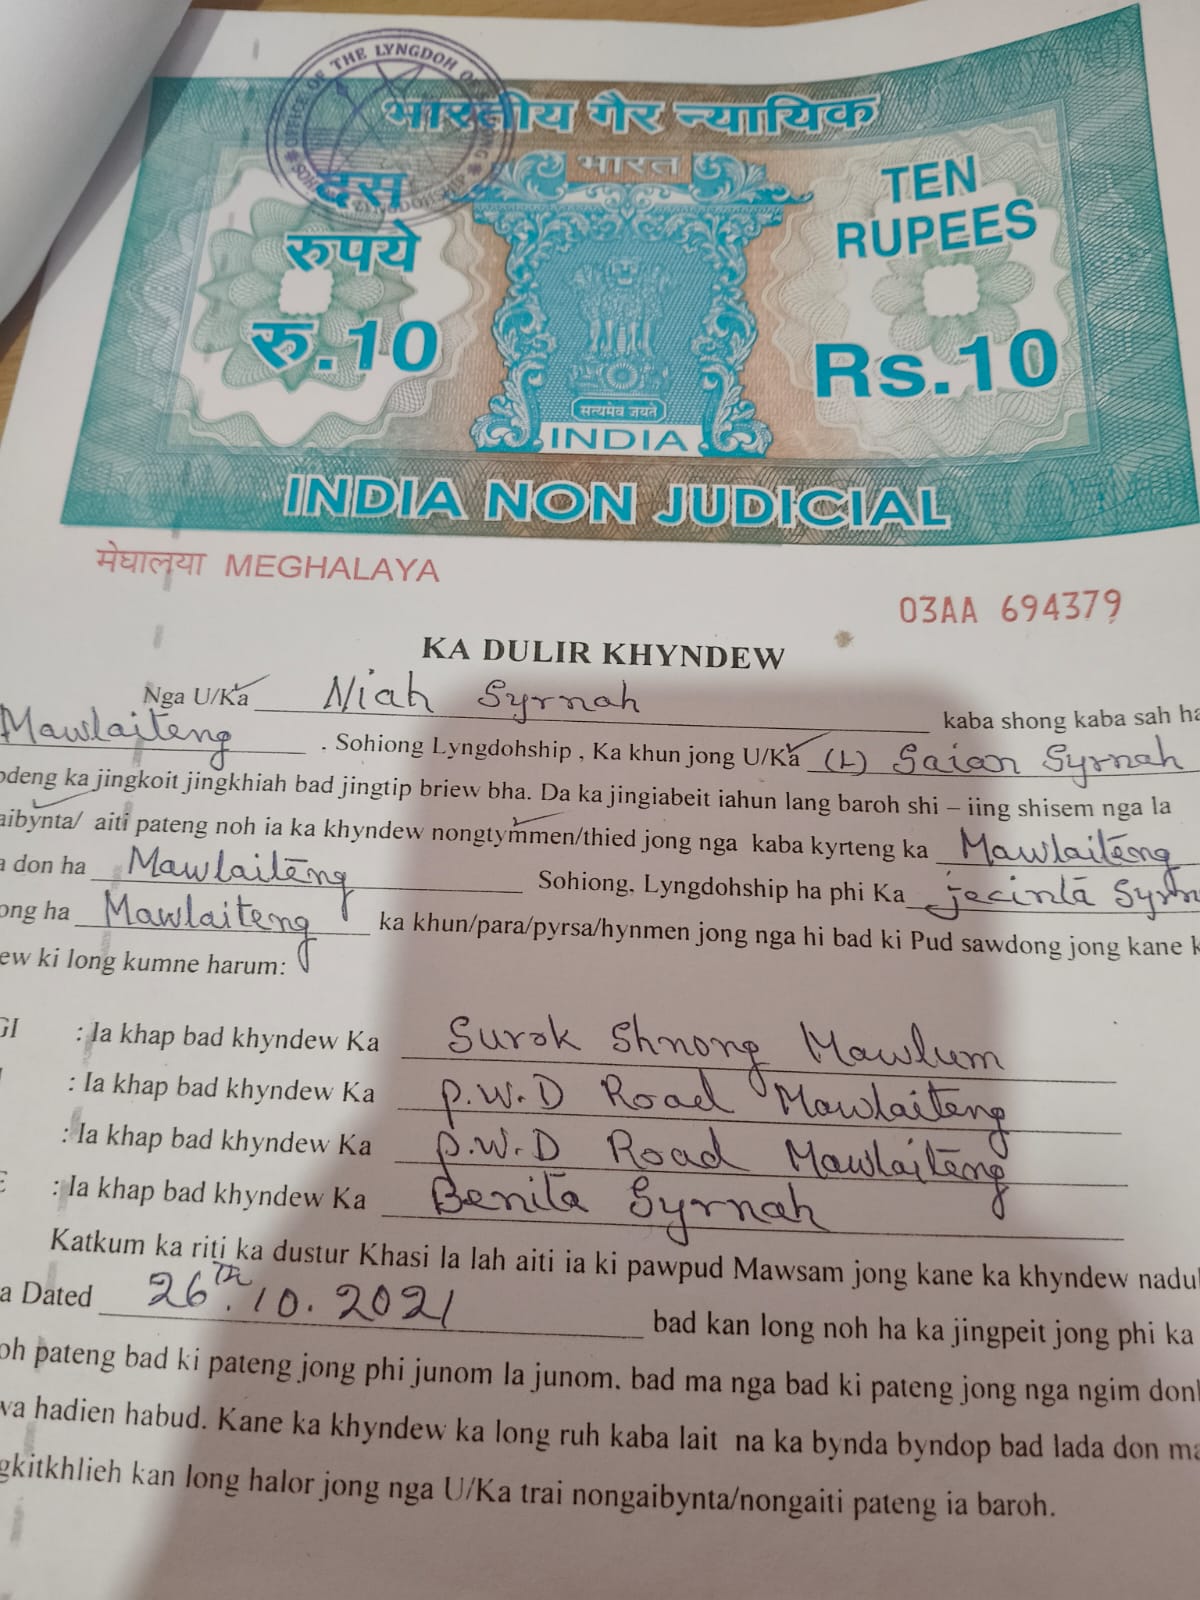 OFFICE OF THE LYNGDOH OF
भारतीय गैर न्यायिक
भारत
दस
रुपये
रु.10
TEN
RUPEES
Rs.10
सत्यमेव जयते
INDIA
INDIA NON JUDICIAL
मेघालया MEGHALAYA
03AA 694379
KA DULIR KHYNDEW
Nga U/Ka Niah Syrnah kaba shong kaba sah ha
Mawlaiteng . Sohiong Lyngdohship , Ka khun jong U/Ka (L) Saian Syrnah
ka jingkoit jingkhiah bad jingtip briew bha. Da ka jingiabeit iahun lang baroh shi – iing shisem nga la
aibynta/ aiti pateng noh ia ka khyndew nongtymmen/thied jong nga kaba kyrteng ka Mawlaiteng
don ha Mawlaiteng Sohiong, Lyngdohship ha phi Ka Jecinta Syrn
ong ha Mawlaiteng ka khun/para/pyrsa/hynmen jong nga hi bad ki Pud sawdong jong kane k
ew ki long kumne harum:
GI : Ia khap bad khyndew Ka Surok Shnong Mawlum
: Ia khap bad khyndew Ka P.W.D Road Mawlaiteng
: Ia khap bad khyndew Ka P.W.D Road Mawlaiteng
E : Ia khap bad khyndew Ka Benita Syrnah
Katkum ka riti ka dustur Khasi la lah aiti ia ki pawpud Mawsam jong kane ka khyndew nadu
a Dated 26th.10.2021 bad kan long noh ha ka jingpeit jong phi ka
oh pateng bad ki pateng jong phi junom la junom. bad ma nga bad ki pateng jong nga ngim don
wa hadien habud. Kane ka khyndew ka long ruh kaba lait na ka bynda byndop bad lada don ma
gkitkhlieh kan long halor jong nga U/Ka trai nongaibynta/nongaiti pateng ia baroh.